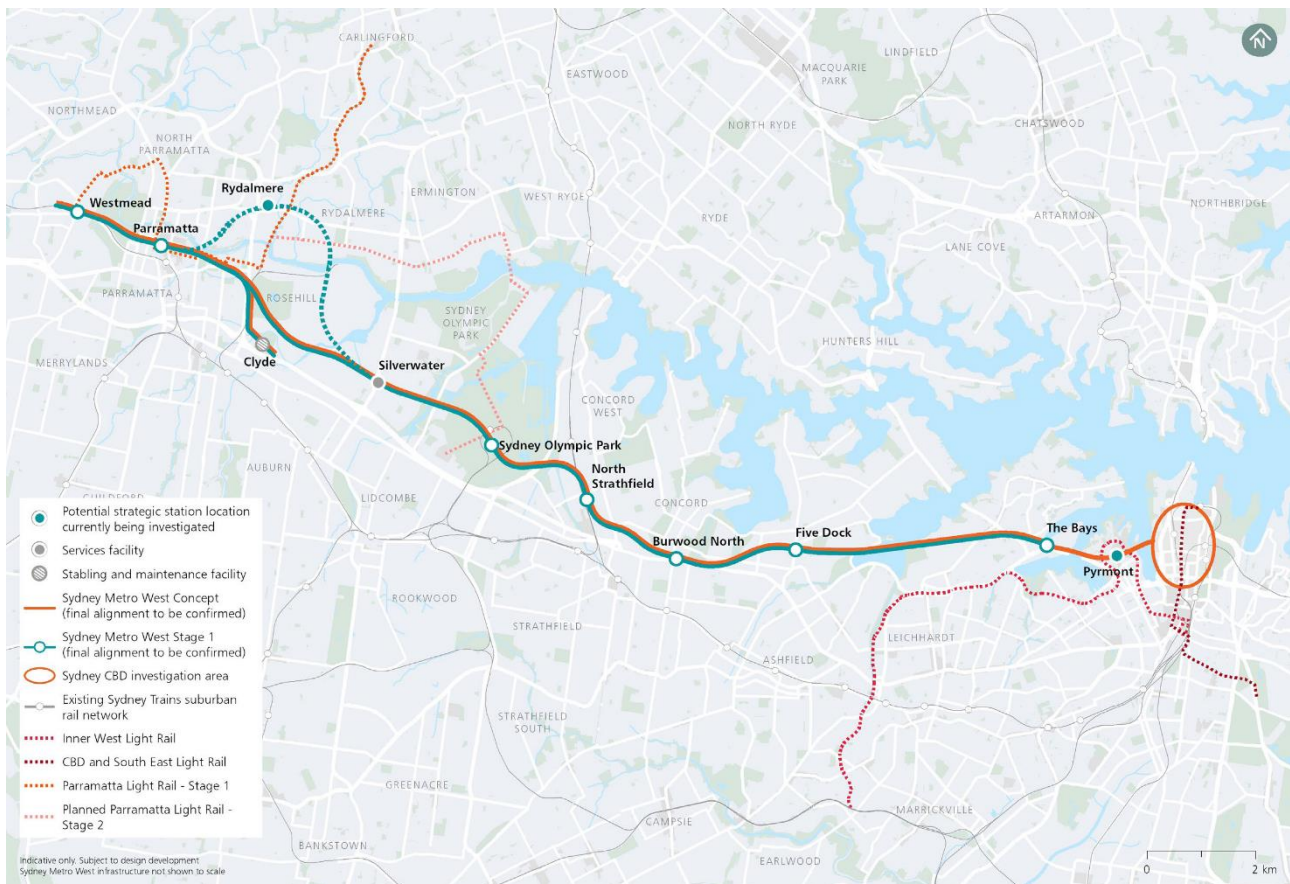 CARLINGFORD
LINDFIELD
N
EASTWOOD
MACQUARIE
PARK
NORTHMEAD
CHATSWOOD
NORTH
PARRAMATTA
NORTH RYDE
Rydalmere
ERMINGTON
WEST RYDE
Westmead
RYDALMERE
RYDE
ARTARMON
NORTHBRIDGE
Parramatta
LANE COVE
PARRAMATTA
ROSEHILL
SYDNEY
OLYMPIC
PARK
HUNTERS HILL
MERRYLANDS
Clyde
Silverwater
CONCORD
WEST
Sydney Olympic Park
North
Strathfield
AUBURN
LIDCOMBE
CONCORD
GUILDFORD
Burwood North
Five Dock
The Bays
Pyrmont
ROOKWOOD
STRATHFIELD
LEICHHARDT
ASHFIELD
STRATHFIELD
SOUTH
GREENACRE
MARRICKVILLE
CAMPSIE
BANKSTOWN
EARLWOOD
Potential strategic station location
currently being investigated
Services facility
Stabling and maintenance facility
Sydney Metro West Concept
(final alignment to be confirmed)
Sydney Metro West Stage 1
(final alignment to be confirmed)
Sydney CBD investigation area
Existing Sydney Trains suburban
rail network
Inner West Light Rail
CBD and South East Light Rail
Parramatta Light Rail - Stage 1
Planned Parramatta Light Rail -
Stage 2
Indicative only. Subject to design development
Sydney Metro West infrastructure not shown to scale
0 2 km